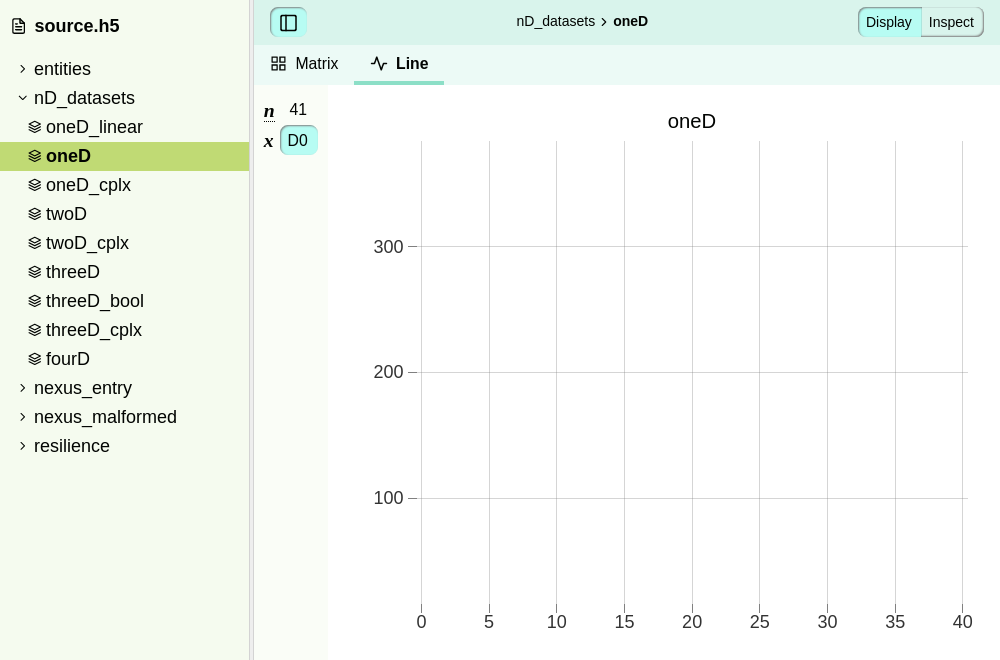 source.h5
entities
nD_datasets
oneD_linear
oneD
oneD_cplx
twoD
twoD_cplx
threeD
threeD_bool
threeD_cplx
fourD
nexus_entry
nexus_malformed
resilience
nD_datasets › oneD
Display Inspect
Matrix Line
n 41
x D0
oneD
300
200
100
0 5 10 15 20 25 30 35 40